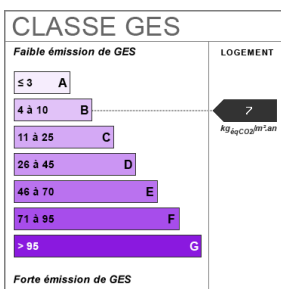 CLASSE GES
Faible émission de GES
LOGEMENT
≤ 3 A
4 à 10 B
7
kgéqCO2/m².an
11 à 25 C
26 à 45 D
46 à 70 E
71 à 95 F
> 95 G
Forte émission de GES